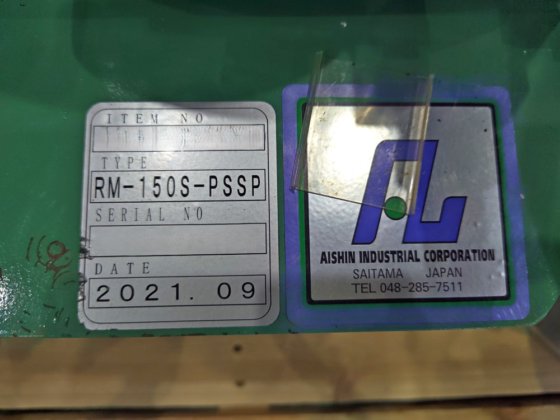 ITEM NO
TYPE
RM-150S-PSSP
SERIAL NO
DATE
2021. 09
AISHIN INDUSTRIAL CORPORATION
SAITAMA JAPAN
TEL 048-285-7511